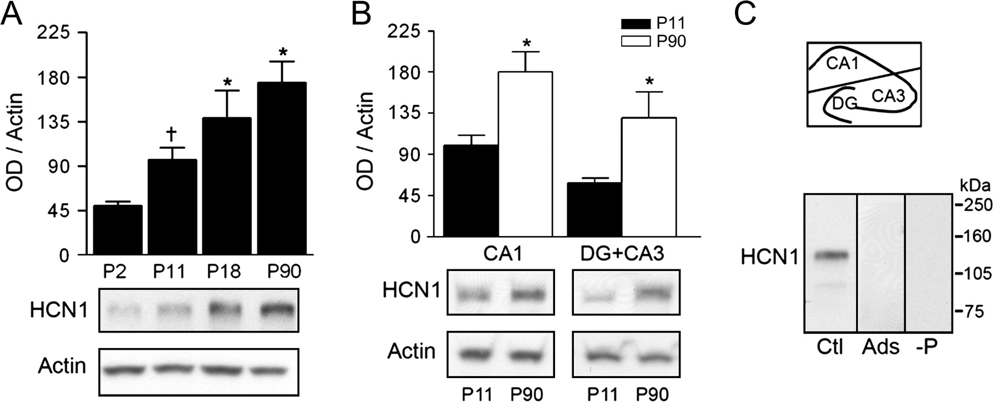 A
225
180
135
90
45
0
OD / Actin
†
*
*
P2 P11 P18 P90
HCN1
Actin
B
P11
P90
225
180
135
90
45
0
OD / Actin
*
*
CA1 DG+CA3
HCN1
Actin
P11 P90 P11 P90
C
CA1
CA3
DG
kDa
-250
-160
HCN1
-105
-75
Ctl Ads -P